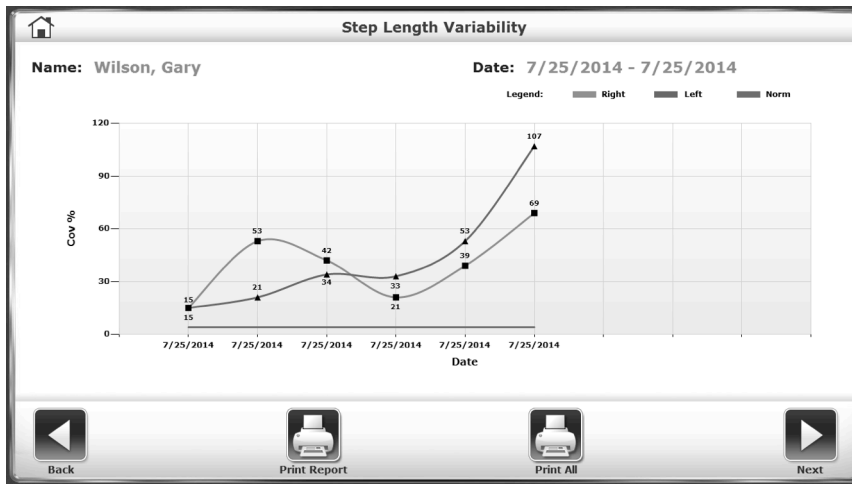 Step Length Variability
Name: Wilson, Gary
Date: 7/25/2014 - 7/25/2014
Legend: Right Left Norm
120
107
90
69
Cov %
60
53
53
42
39
30
34
33
21
21
15
15
0
7/25/2014 7/25/2014 7/25/2014 7/25/2014 7/25/2014 7/25/2014
Date
Back
Print Report
Print All
Next